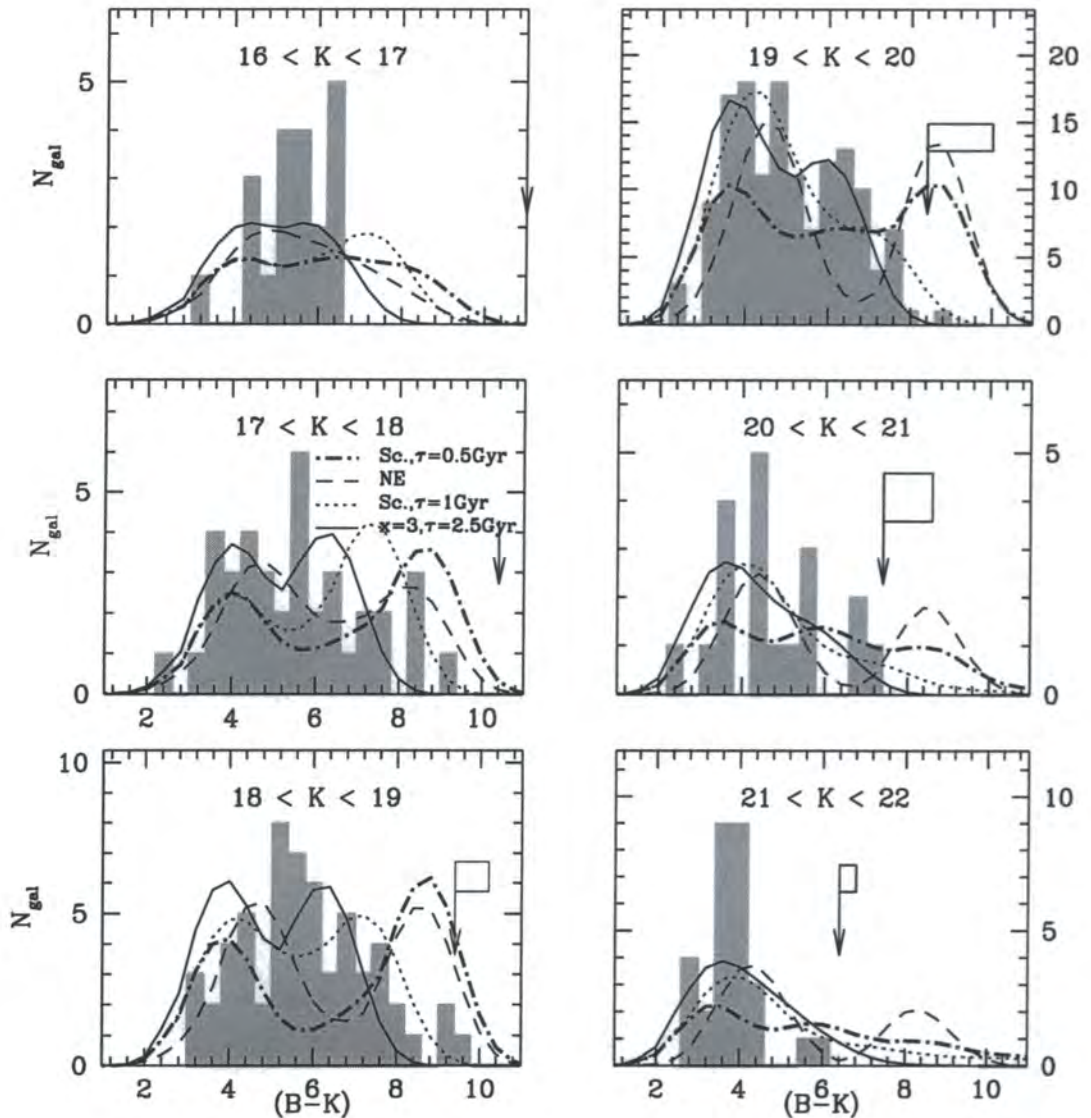 16 < K < 17
5
0
N_gal
19 < K < 20
20
15
10
5
0
17 < K < 18
Sc.,τ=0.5Gyr
NE
Sc.,τ=1Gyr
x=3,τ=2.5Gyr
5
0
N_gal
2 4 6 8 10
20 < K < 21
5
0
18 < K < 19
10
5
0
N_gal
2 4 6 8 10
(B-K)
21 < K < 22
10
5
0
2 4 6 8 10
(B-K)